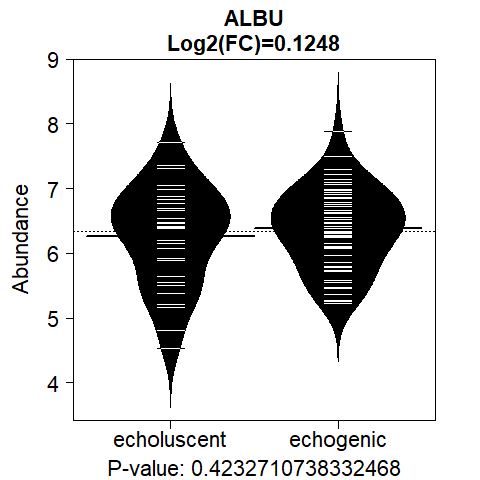 ALBU
Log2(FC)=0.1248
9
8
7
6
5
4
Abundance
echoluscent echogenic
P-value: 0.4232710738332468